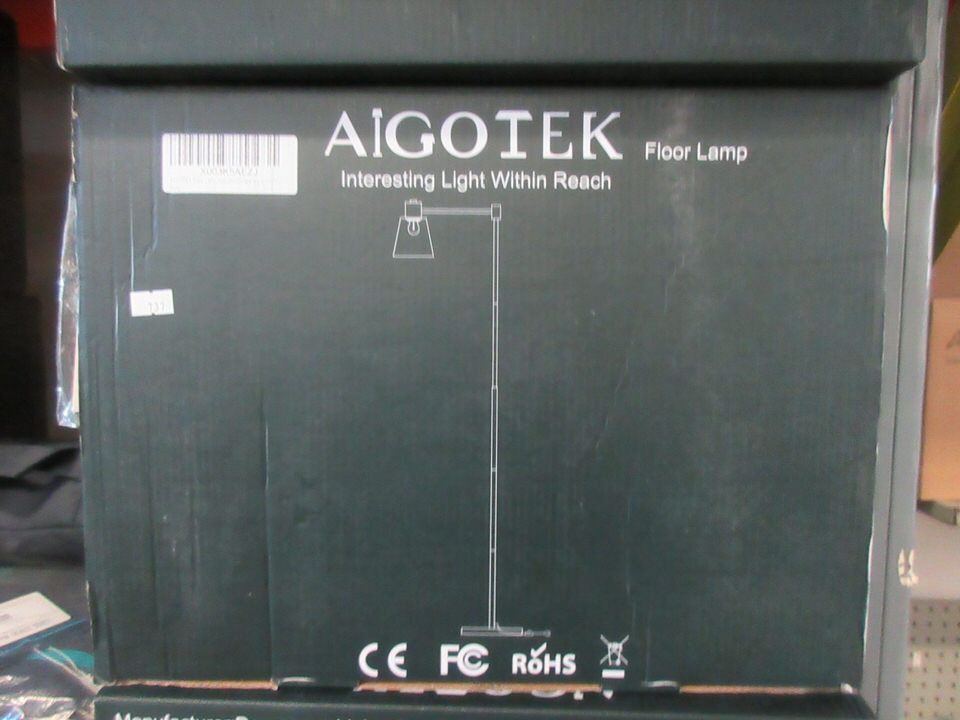 AIGOTEK Floor Lamp
Interesting Light Within Reach
CE FC RoHS